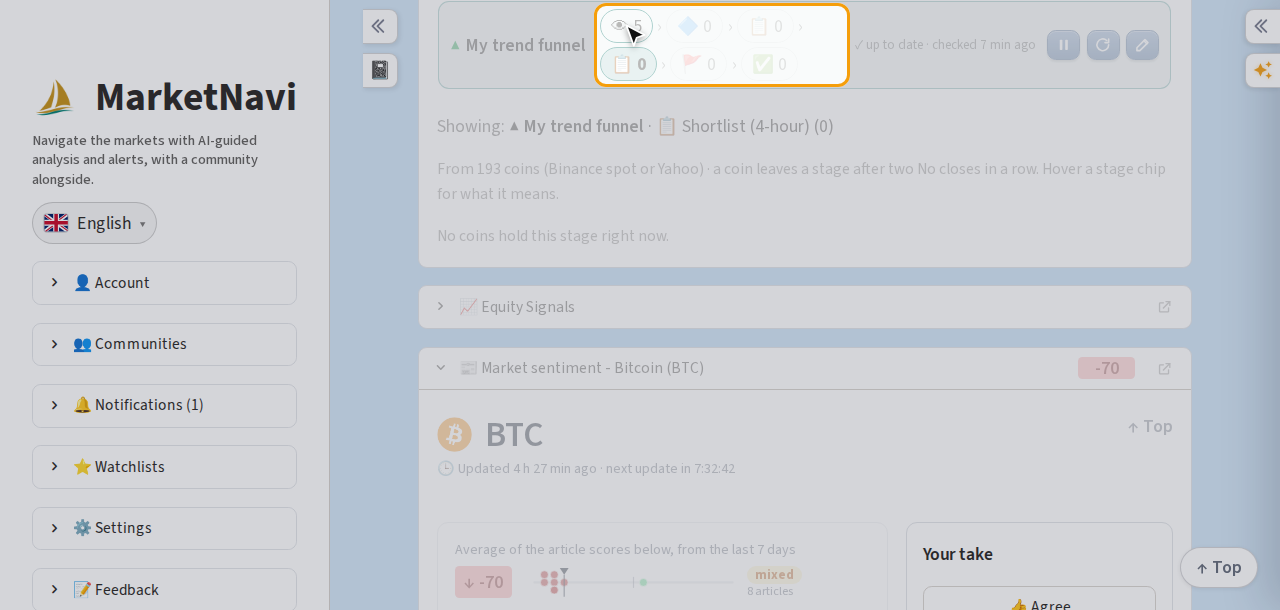 MarketNavi
Navigate the markets with AI-guided
analysis and alerts, with a community
alongside.
English
Account
Communities
Notifications (1)
Watchlists
Settings
Feedback
My trend funnel
5 › 0 › 0 ›
0 › 0 › 0
✓ up to date · checked 7 min ago
Showing: ▲ My trend funnel · Shortlist (4-hour) (0)
From 193 coins (Binance spot or Yahoo) · a coin leaves a stage after two No closes in a row. Hover a stage chip
for what it means.
No coins hold this stage right now.
Equity Signals
Market sentiment - Bitcoin (BTC)
-70
BTC
↑ Top
Updated 4 h 27 min ago · next update in 7:32:42
Average of the article scores below, from the last 7 days
↓ -70
mixed
8 articles
Your take
Agree
↑ Top